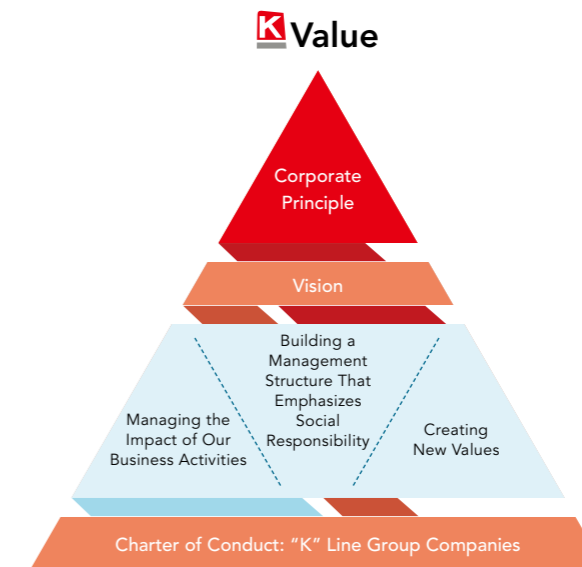 K Value
Corporate
Principle
Vision
Building a
Management
Structure That
Emphasizes
Social
Responsibility
Managing the
Impact of Our
Business Activities
Creating
New Values
Charter of Conduct: “K” Line Group Companies